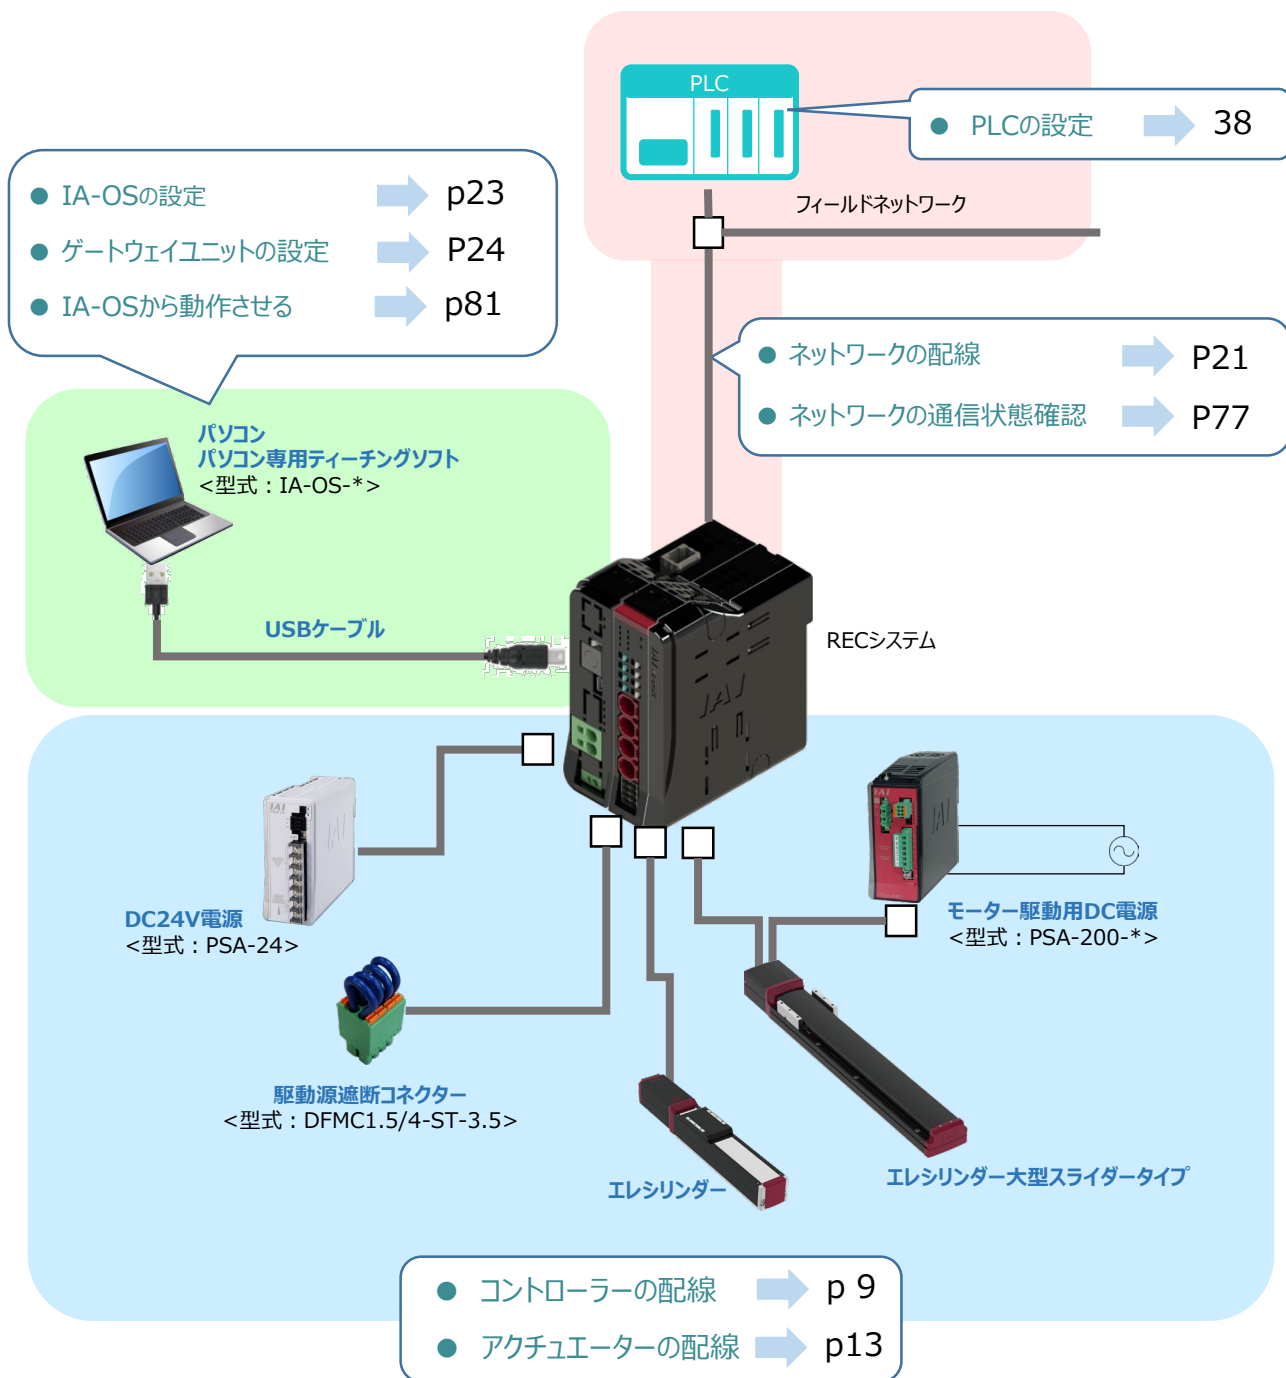 PLC
● PLCの設定 38
フィールドネットワーク
● IA-OSの設定 p23
● ゲートウェイユニットの設定 P24
● IA-OSから動作させる p81
● ネットワークの配線 P21
● ネットワークの通信状態確認 P77
パソコン
パソコン専用ティーチングソフト
<型式：IA-OS-*>
USBケーブル
RECシステム
IAI
IAI
IAI
DC24V電源
<型式：PSA-24>
モーター駆動用DC電源
<型式：PSA-200-*>
駆動源遮断コネクター
<型式：DFMC1.5/4-ST-3.5>
エレシリンダー
エレシリンダー大型スライダータイプ
● コントローラーの配線 p 9
● アクチュエーターの配線 p13